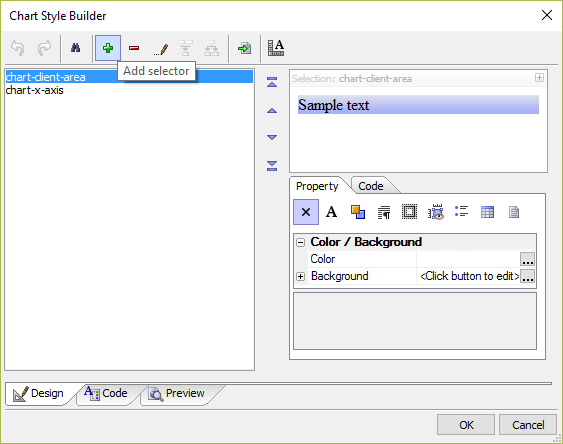 Chart Style Builder
Add selector
chart-client-area
chart-x-axis
Selection: chart-client-area
Sample text
Property
Code
A
Color / Background
Color
...
Background
<Click button to edit>
...
Design
Code
Preview
OK
Cancel